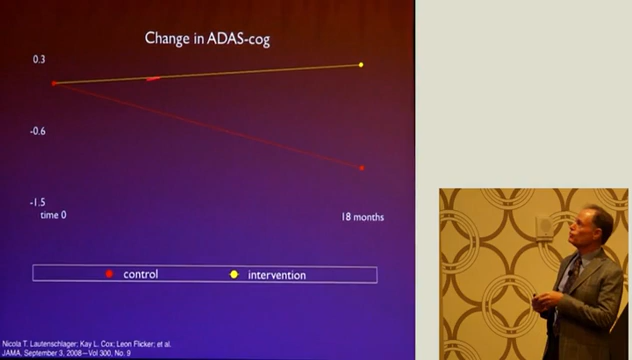 Change in ADAS-cog
0.3
-0.6
-1.5
time 0
18 months
control
intervention
Nicola T. Lautenschlager; Kay L. Cox; Leon Flicker; et al.
JAMA, September 3, 2008—Vol 300, No. 9